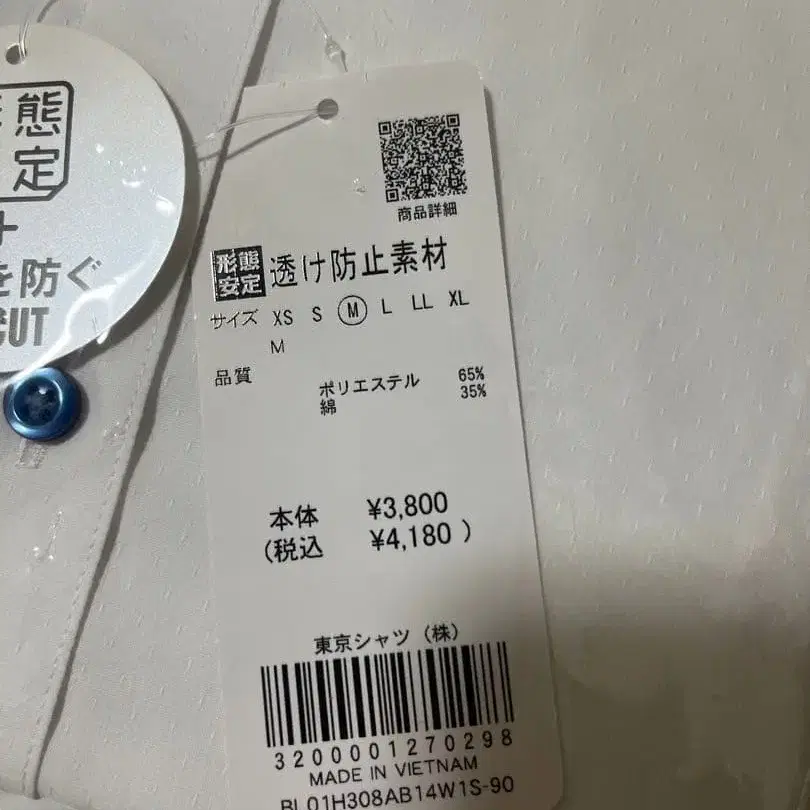 態
定
を防ぐ
CUT
商品詳細
形態
安定 透け防止素材
サイズ XS S M L LL XL
M
品質
ポリエステル 65%
綿 35%
本体 ¥3,800
(税込 ¥4,180 )
東京シャツ (株)
3200001270298
MADE IN VIETNAM
BL01H308AB14W1S-90